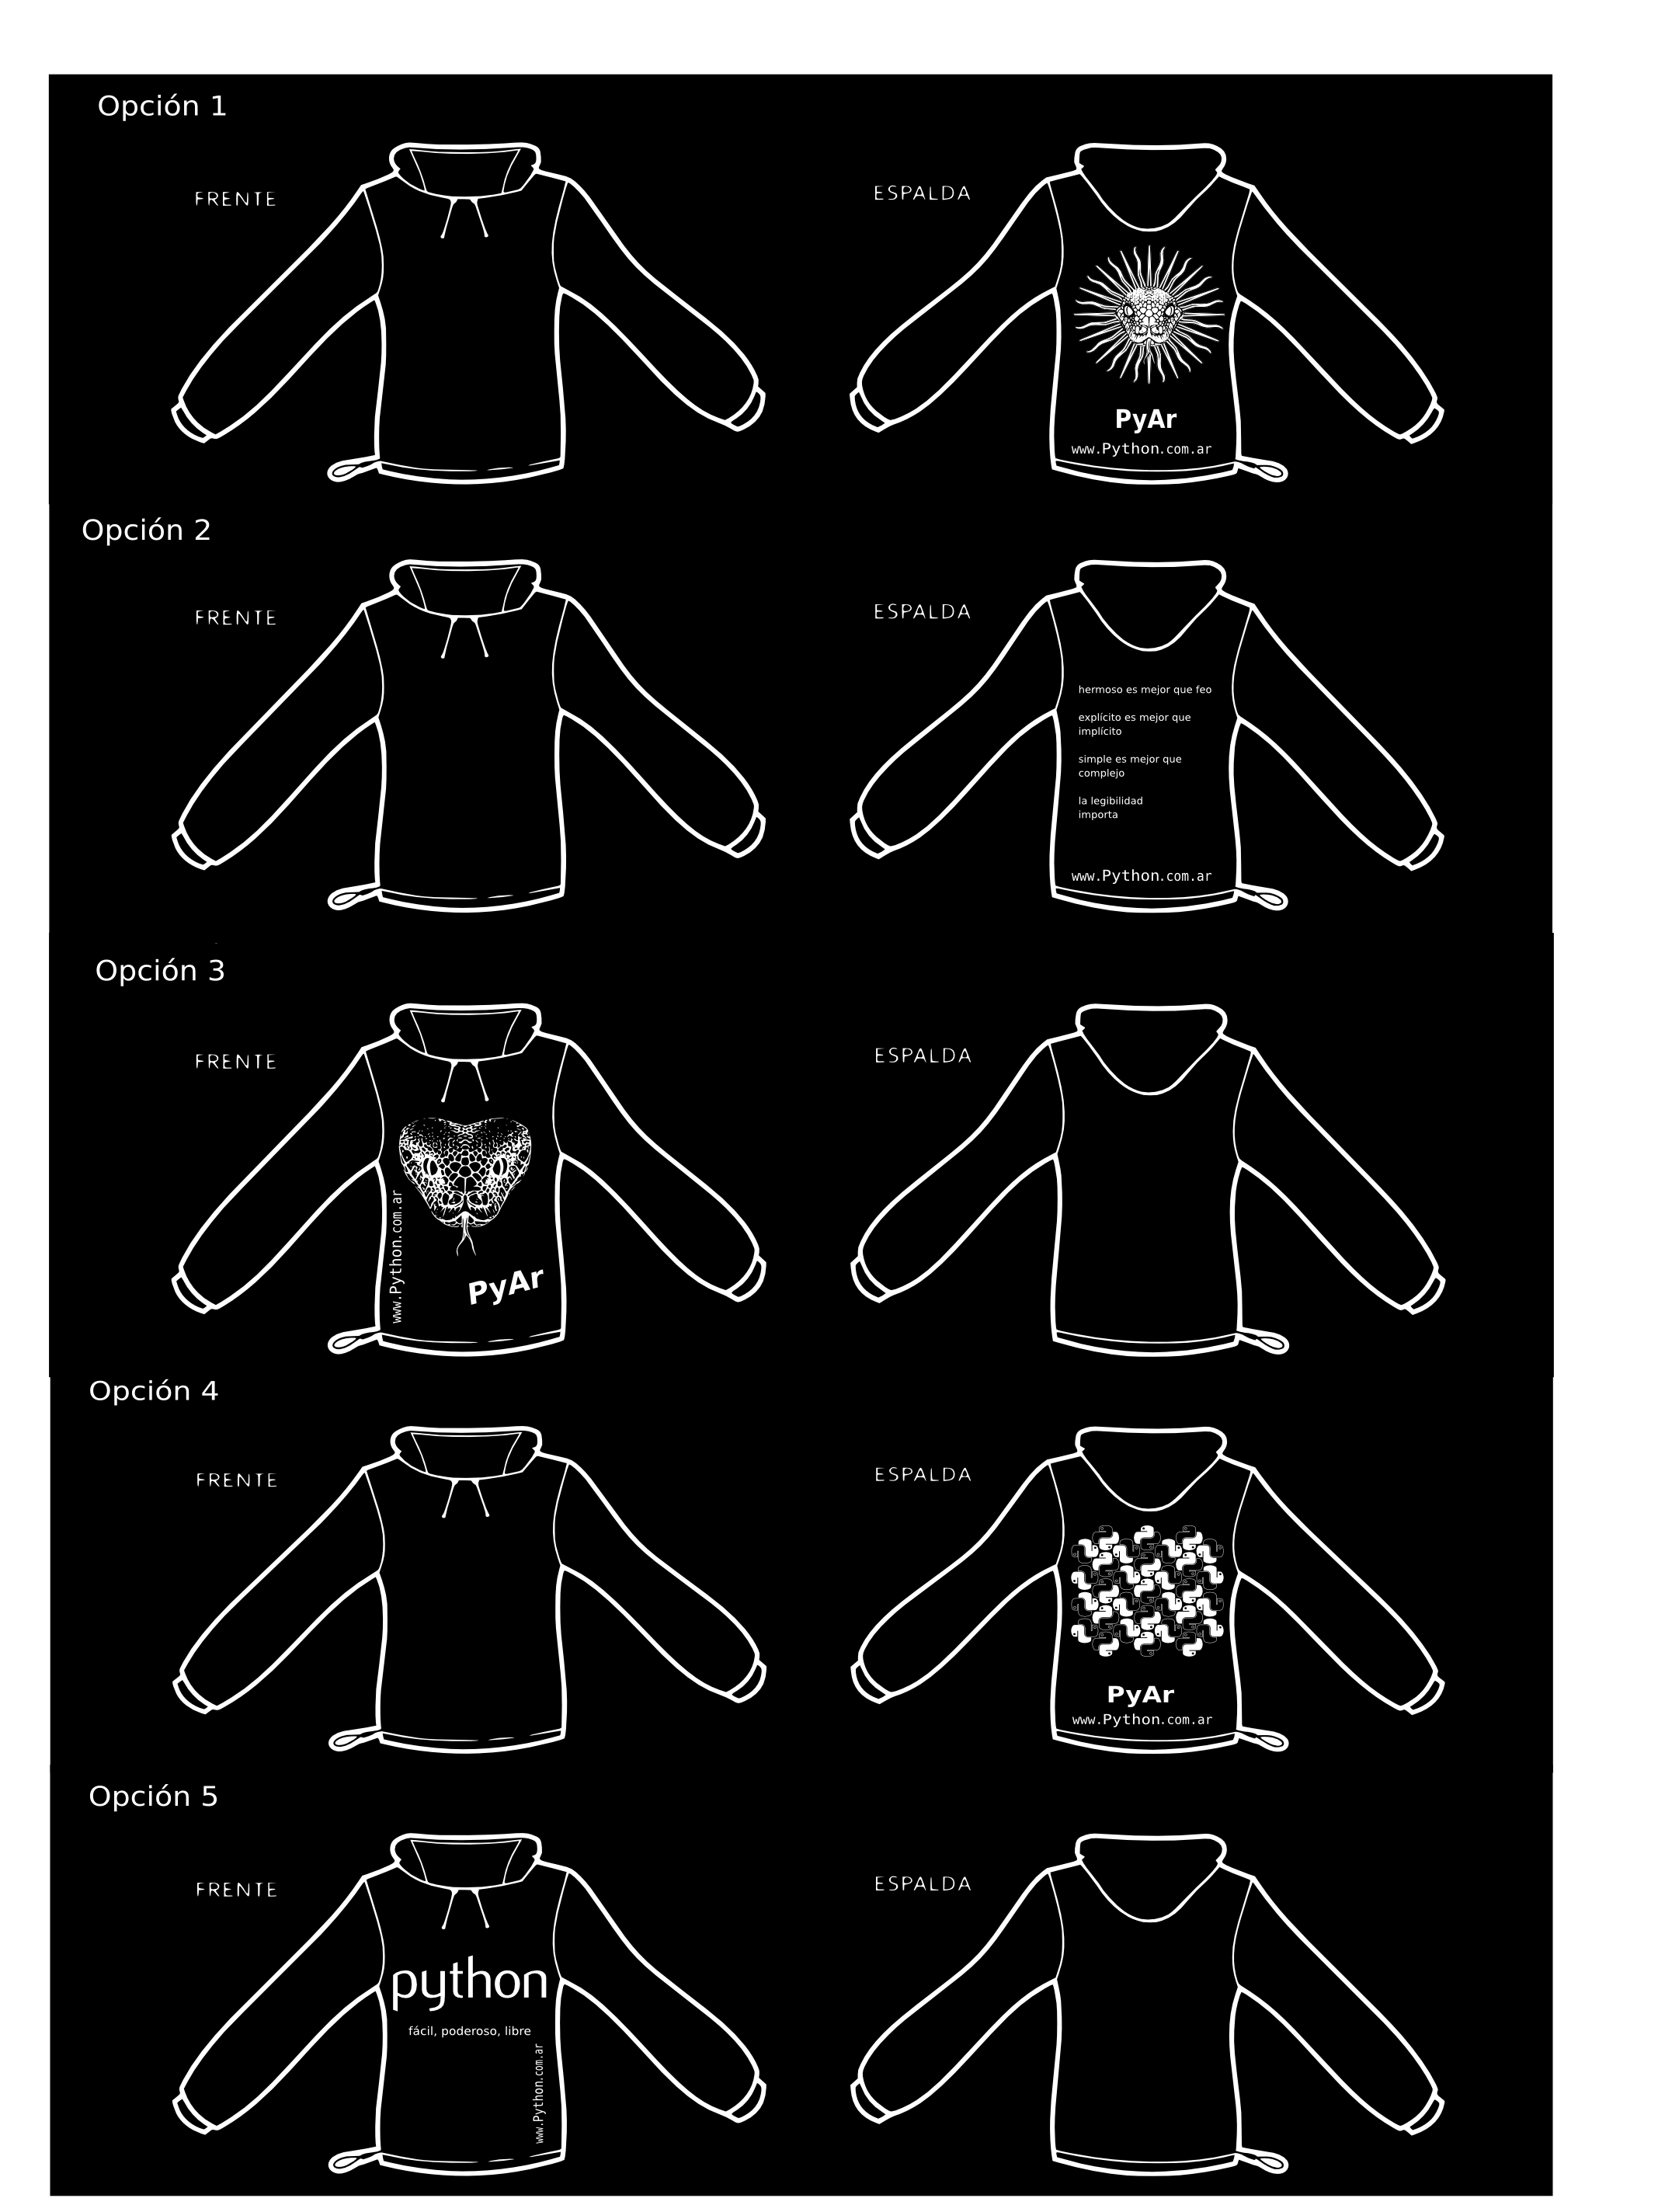 Opción 1
FRENTE
ESPALDA
PyAr
www.Python.com.ar
Opción 2
FRENTE
ESPALDA
hermoso es mejor que feo
explícito es mejor que
implícito
simple es mejor que
complejo
la legibilidad
importa
www.Python.com.ar
Opción 3
FRENTE
ESPALDA
www.Python.com.ar
PyAr
Opción 4
FRENTE
ESPALDA
PyAr
www.Python.com.ar
Opción 5
FRENTE
ESPALDA
python
fácil, poderoso, libre
www.Python.com.ar